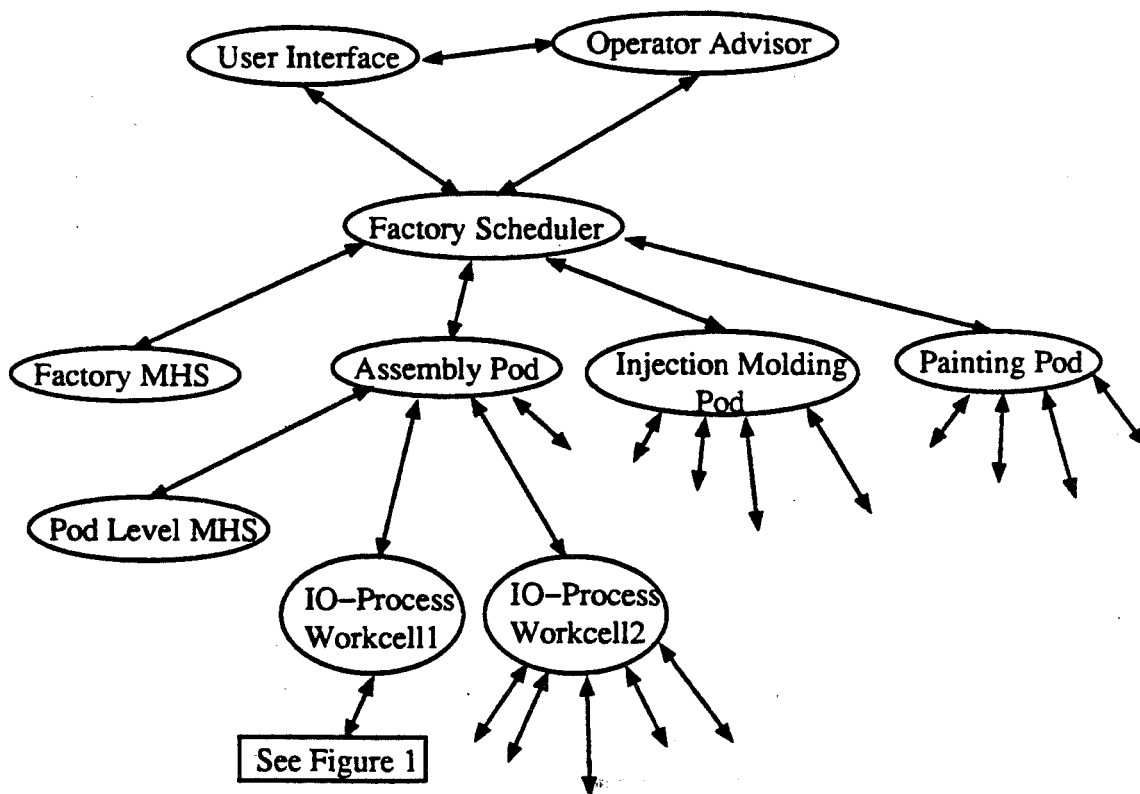 User Interface
Operator Advisor
Factory Scheduler
Factory MHS
Assembly Pod
Injection Molding
Pod
Painting Pod
Pod Level MHS
IO–Process
Workcell1
IO–Process
Workcell2
See Figure 1